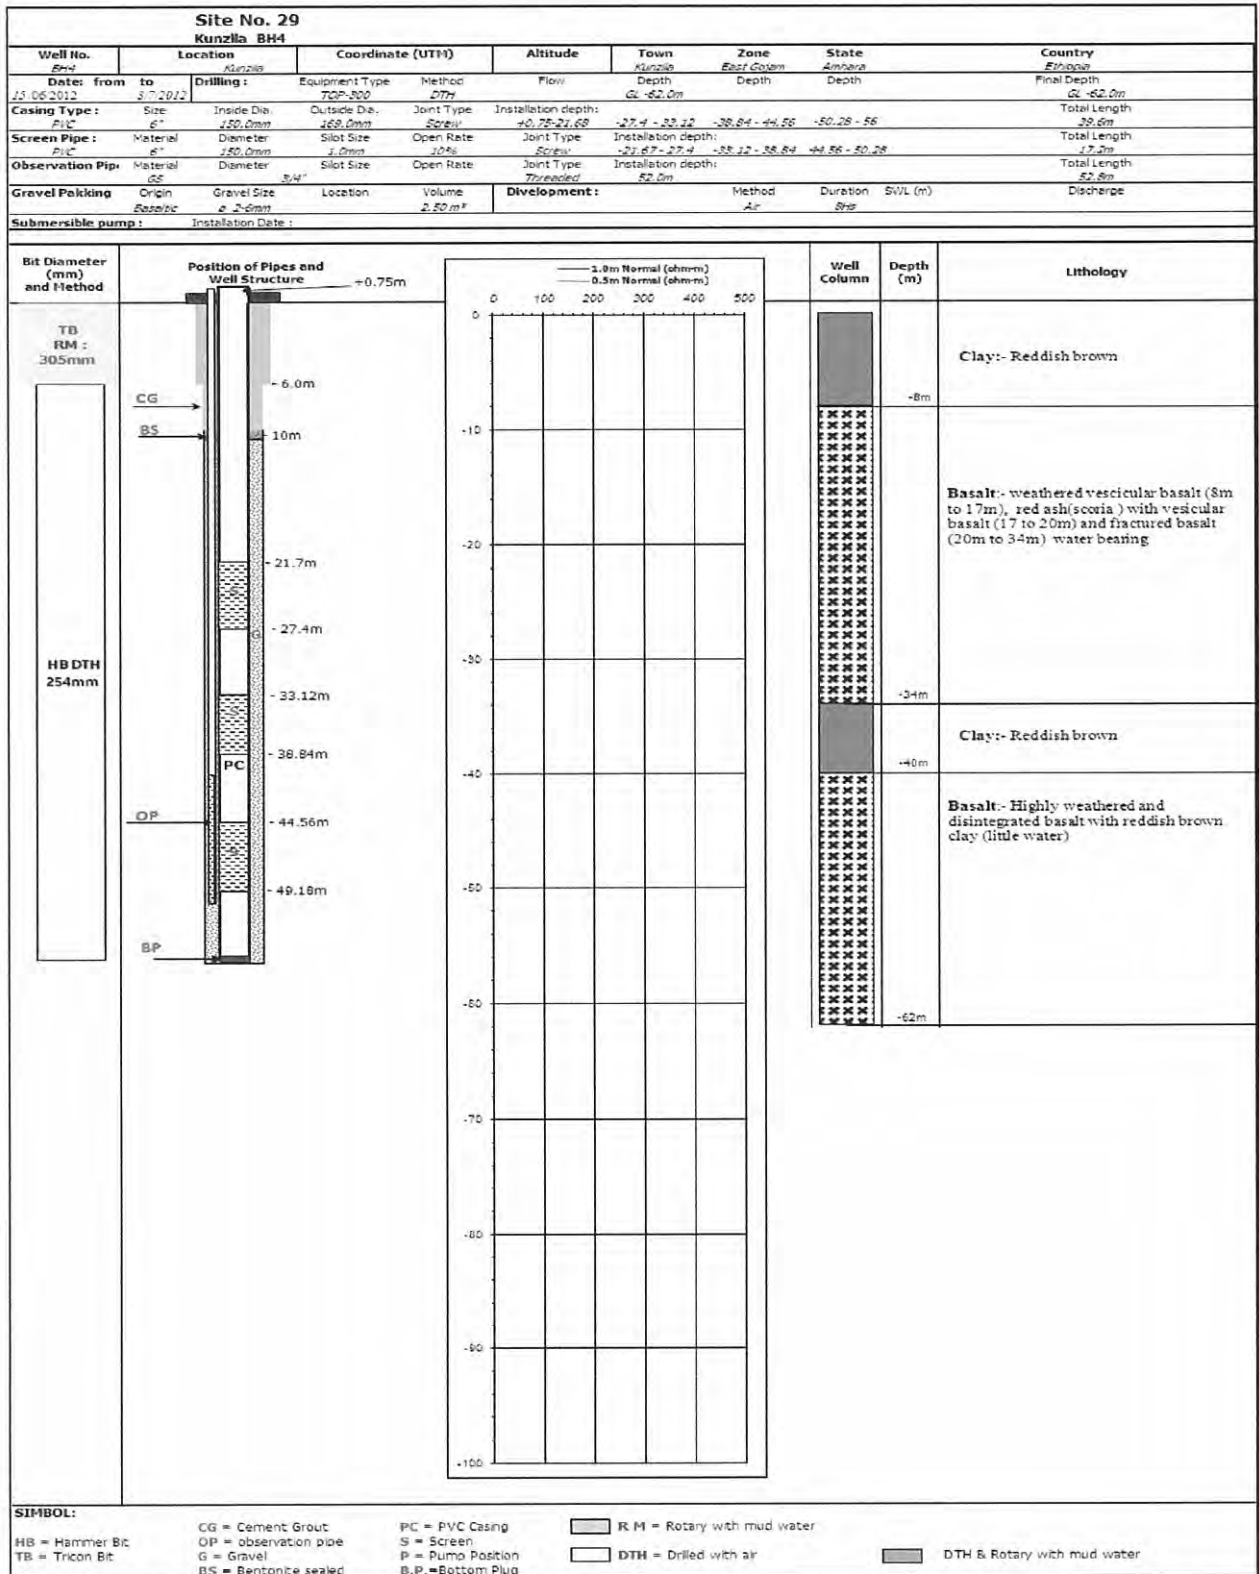 Site No. 29
Kunzila BH4
Well No. Location Coordinate (UTM) Altitude Town Zone State Country
BH4 Kunzila Kunzila East Gojam Amhara Ethiopia
Date: from to Drilling : Equipment Type Method Flow Depth Depth Depth Final Depth
15/06/2012 3/7/2012 TOP-300 DTH GL -62.0m GL -62.0m
Casing Type : Size Inside Dia. Outside Dia. Joint Type Installation depth: Total Length
PVC 6" 150.0mm 169.0mm Screw +0.75-21.68 -27.4 - 33.12 -38.84 - 44.56 -50.28 - 56 39.6m
Screen Pipe : Material Diameter Silot Size Open Rate Joint Type Installation depth: Total Length
PVC 6" 150.0mm 1.0mm 10% Screw -21.67 - 27.4 -33.12 - 38.84 44.56 - 50.28 17.2m
Observation Pip Material Diameter Silot Size Open Rate Joint Type Installation depth: Total Length
GS 3/4" Threaded 52.0m 52.8m
Gravel Pakking Origin Gravel Size Location Volume Divelopment : Method Duration SWL (m) Discharge
Basaltic ø 2-6mm 2.50 m³ Air 8Hs
Submersible pump : Installation Date :
Bit Diameter
(mm)
and Method
Position of Pipes and
Well Structure
+0.75m
1.0m Normal (ohm-m)
0.5m Normal (ohm-m)
0 100 200 300 400 500
Well
Column
Depth
(m)
Lithology
TB
RM :
305mm
HB DTH
254mm
CG
BS
OP
BP
- 6.0m
- 10m
- 21.7m
S
- 27.4m
G
- 33.12m
S
- 38.84m
PC
- 44.56m
S
- 49.18m
0
-10
-20
-30
-40
-50
-60
-70
-80
-90
-100
Clay:- Reddish brown
-8m
Basalt:- weathered vescicular basalt (8m
to 17m), red ash(scoria ) with vesicular
basalt (17 to 20m) and fractured basalt
(20m to 34m) water bearing
-34m
Clay:- Reddish brown
-40m
Basalt:- Highly weathered and
disintegrated basalt with reddish brown
clay (little water)
-62m
SIMBOL:
HB = Hammer Bit
TB = Tricon Bit
CG = Cement Grout
OP = observation pipe
G = Gravel
BS = Bentonite sealed
PC = PVC Casing
S = Screen
P = Pump Position
B.P.=Bottom Plug
R M = Rotary with mud water
DTH = Drilled with air
DTH & Rotary with mud water